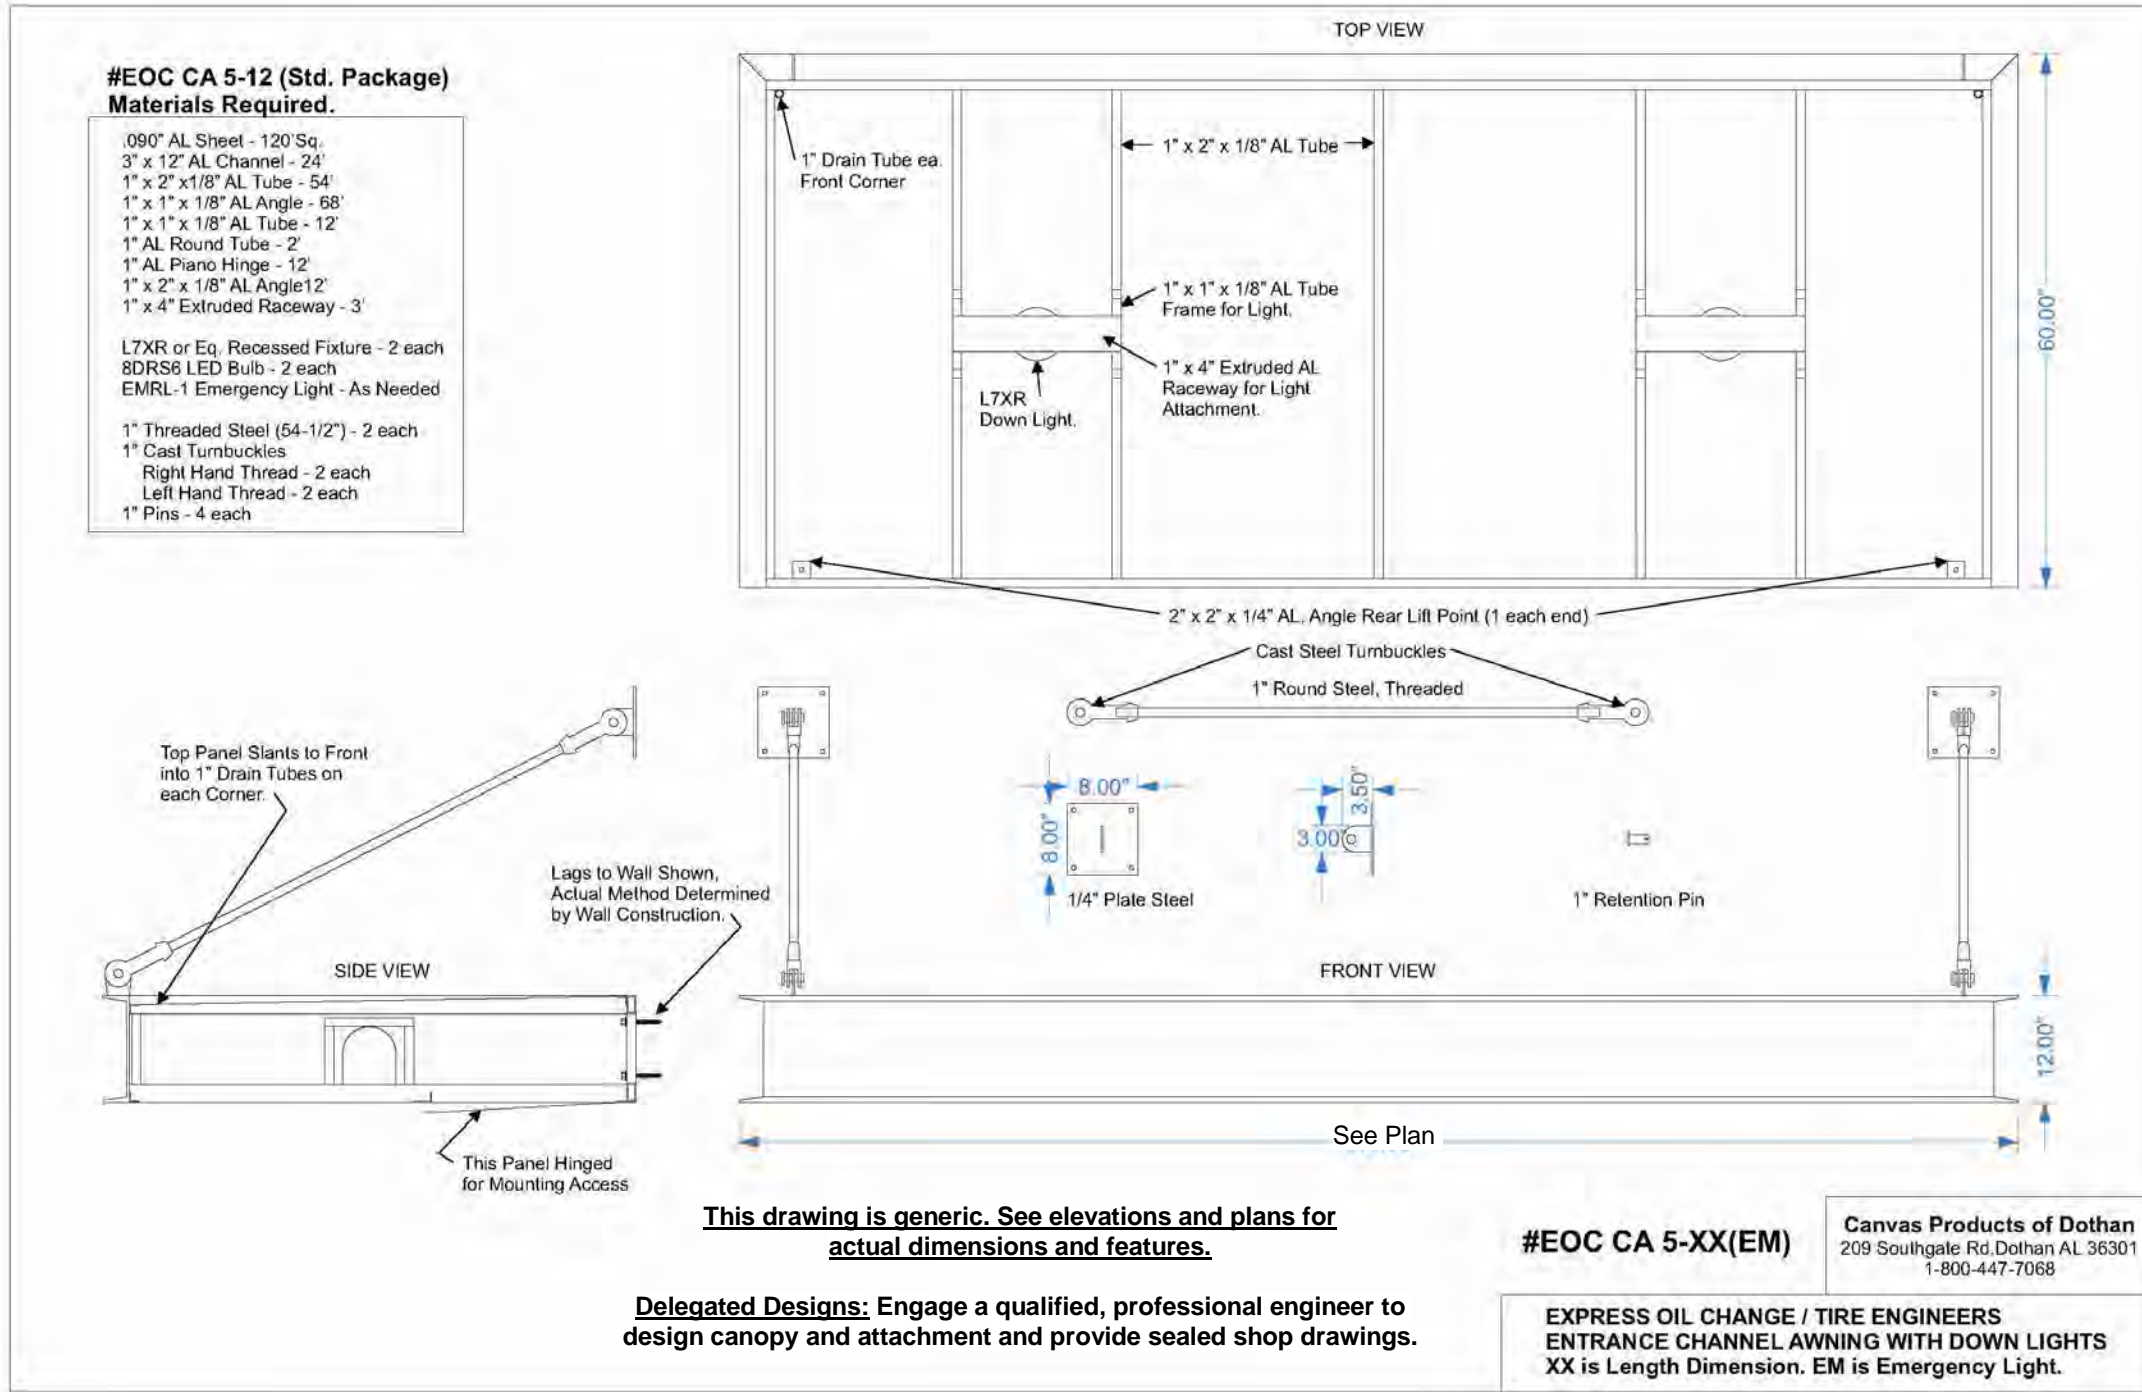 #EOC CA 5-12 (Std. Package)
Materials Required.
.090" AL Sheet - 120'Sq.
3" x 12" AL Channel - 24'
1" x 2" x1/8" AL Tube - 54'
1" x 1" x 1/8" AL Angle - 68'
1" x 1" x 1/8" AL Tube - 12'
1" AL Round Tube - 2'
1" AL Piano Hinge - 12'
1" x 2" x 1/8" AL Angle12'
1" x 4" Extruded Raceway - 3'
L7XR or Eq. Recessed Fixture - 2 each
8DRS6 LED Bulb - 2 each
EMRL-1 Emergency Light - As Needed
1" Threaded Steel (54-1/2") - 2 each
1" Cast Turnbuckles
Right Hand Thread - 2 each
Left Hand Thread - 2 each
1" Pins - 4 each
TOP VIEW
1" Drain Tube ea.
Front Corner
1" x 2" x 1/8" AL Tube
1" x 1" x 1/8" AL Tube
Frame for Light.
1" x 4" Extruded AL
Raceway for Light
Attachment.
L7XR
Down Light.
60.00"
2" x 2" x 1/4" AL. Angle Rear Lift Point (1 each end)
Cast Steel Turnbuckles
1" Round Steel, Threaded
Top Panel Slants to Front
into 1" Drain Tubes on
each Corner.
8.00"
8.00"
1/4" Plate Steel
3.50"
3.00"
1" Retention Pin
Lags to Wall Shown,
Actual Method Determined
by Wall Construction.
SIDE VIEW
FRONT VIEW
12.00"
See Plan
This Panel Hinged
for Mounting Access
This drawing is generic. See elevations and plans for
actual dimensions and features.
Delegated Designs: Engage a qualified, professional engineer to
design canopy and attachment and provide sealed shop drawings.
#EOC CA 5-XX(EM)
Canvas Products of Dothan
209 Southgate Rd,Dothan AL 36301
1-800-447-7068
EXPRESS OIL CHANGE / TIRE ENGINEERS
ENTRANCE CHANNEL AWNING WITH DOWN LIGHTS
XX is Length Dimension. EM is Emergency Light.